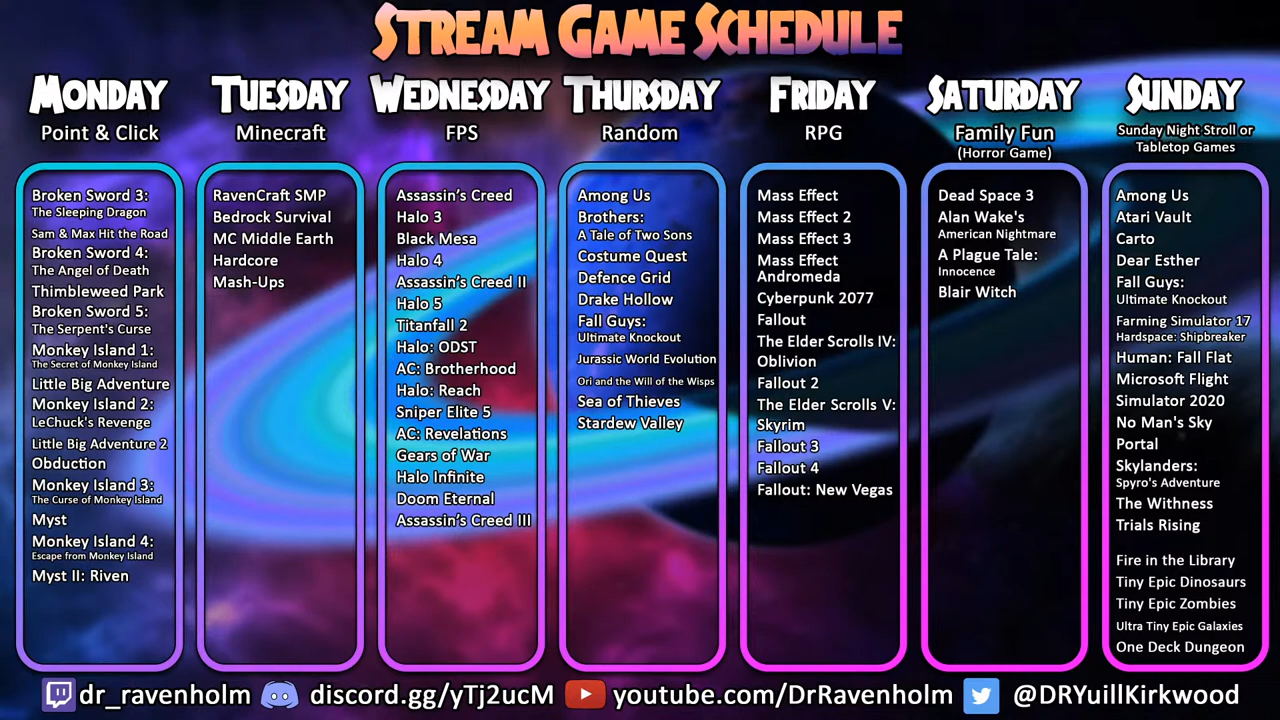 STREAM GAME SCHEDULE
MONDAY
Point & Click
Broken Sword 3:
The Sleeping Dragon
Sam & Max Hit the Road
Broken Sword 4:
The Angel of Death
Thimbleweed Park
Broken Sword 5:
The Serpent's Curse
Monkey Island 1:
The Secret of Monkey Island
Little Big Adventure
Monkey Island 2:
LeChuck's Revenge
Little Big Adventure 2
Obduction
Monkey Island 3:
The Curse of Monkey Island
Myst
Monkey Island 4:
Escape from Monkey Island
Myst II: Riven
TUESDAY
Minecraft
RavenCraft SMP
Bedrock Survival
MC Middle Earth
Hardcore
Mash-Ups
WEDNESDAY
FPS
Assassin's Creed
Halo 3
Black Mesa
Halo 4
Assassin's Creed II
Halo 5
Titanfall 2
Halo: ODST
AC: Brotherhood
Halo: Reach
Sniper Elite 5
AC: Revelations
Gears of War
Halo Infinite
Doom Eternal
Assassin's Creed III
THURSDAY
Random
Among Us
Brothers:
A Tale of Two Sons
Costume Quest
Defence Grid
Drake Hollow
Fall Guys:
Ultimate Knockout
Jurassic World Evolution
Ori and the Will of the Wisps
Sea of Thieves
Stardew Valley
FRIDAY
RPG
Mass Effect
Mass Effect 2
Mass Effect 3
Mass Effect
Andromeda
Cyberpunk 2077
Fallout
The Elder Scrolls IV:
Oblivion
Fallout 2
The Elder Scrolls V:
Skyrim
Fallout 3
Fallout 4
Fallout: New Vegas
SATURDAY
Family Fun
(Horror Game)
Dead Space 3
Alan Wake's
American Nightmare
A Plague Tale:
Innocence
Blair Witch
SUNDAY
Sunday Night Stroll or
Tabletop Games
Among Us
Atari Vault
Carto
Dear Esther
Fall Guys:
Ultimate Knockout
Farming Simulator 17
Hardspace: Shipbreaker
Human: Fall Flat
Microsoft Flight
Simulator 2020
No Man's Sky
Portal
Skylanders:
Spyro's Adventure
The Withness
Trials Rising
Fire in the Library
Tiny Epic Dinosaurs
Tiny Epic Zombies
Ultra Tiny Epic Galaxies
One Deck Dungeon
dr_ravenholm discord.gg/yTj2ucM youtube.com/DrRavenholm @DRYuillKirkwood